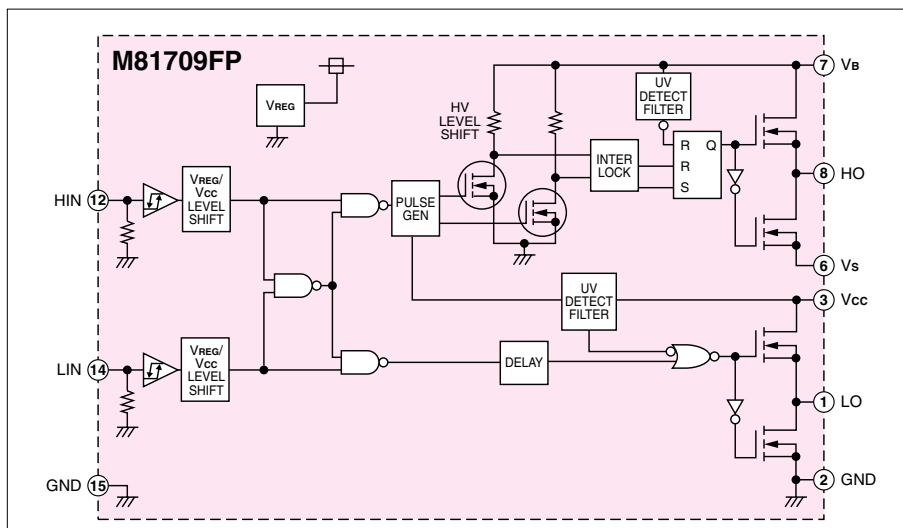 M81709FP
VREG
HV
LEVEL
SHIFT
UV
DETECT
FILTER
7 VB
R Q
R
S
INTER
LOCK
8 HO
HIN 12
VREG/
VCC
LEVEL
SHIFT
PULSE
GEN
6 VS
UV
DETECT
FILTER
3 VCC
LIN 14
VREG/
VCC
LEVEL
SHIFT
DELAY
1 LO
GND 15
2 GND